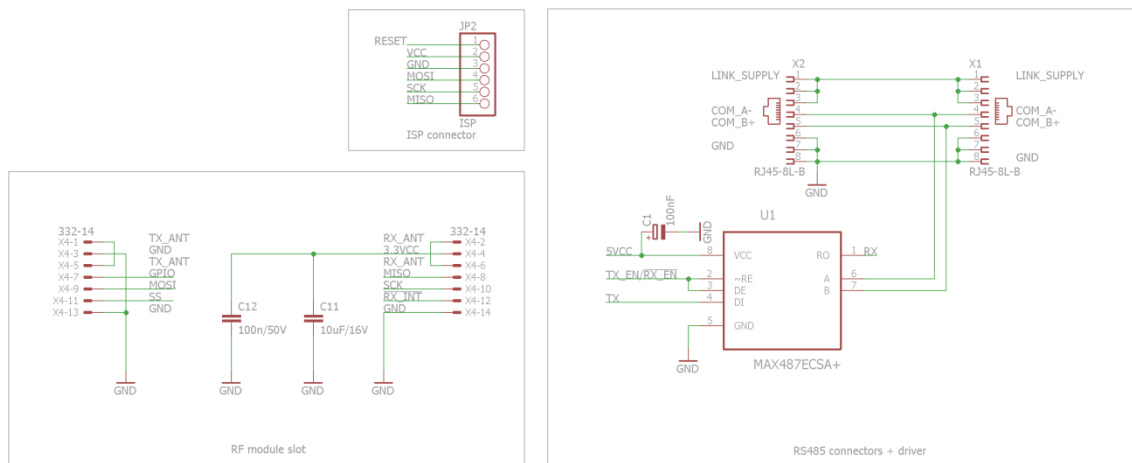 JP2
RESET 1
VCC 2
GND 3
MOSI 4
SCK 5
MISO 6
ISP
ISP connector
X2 X1
LINK_SUPPLY 1 1 LINK_SUPPLY
2 2
3 3
COM_A- 4 4 COM_A-
COM_B+ 5 5 COM_B+
6 6
GND 7 7
8 8 GND
RJ45-8L-B RJ45-8L-B
GND
C1
100nF
+
GND
U1
5VCC 8 VCC RO 1 RX
TX_EN/RX_EN 2 ~RE A 6
3 DE B 7
TX 4 DI
5 GND
GND
MAX487ECSA+
RS485 connectors + driver
332-14
X4-1 TX_ANT
X4-3 GND
X4-5 TX_ANT
X4-7 GPIO
X4-9 MOSI
X4-11 SS
X4-13 GND
GND
C12
100n/50V
GND
C11
10uF/16V
GND
332-14
RX_ANT X4-2
3.3VCC X4-4
RX_ANT X4-6
MISO X4-8
SCK X4-10
RX_INT X4-12
GND X4-14
GND
RF module slot